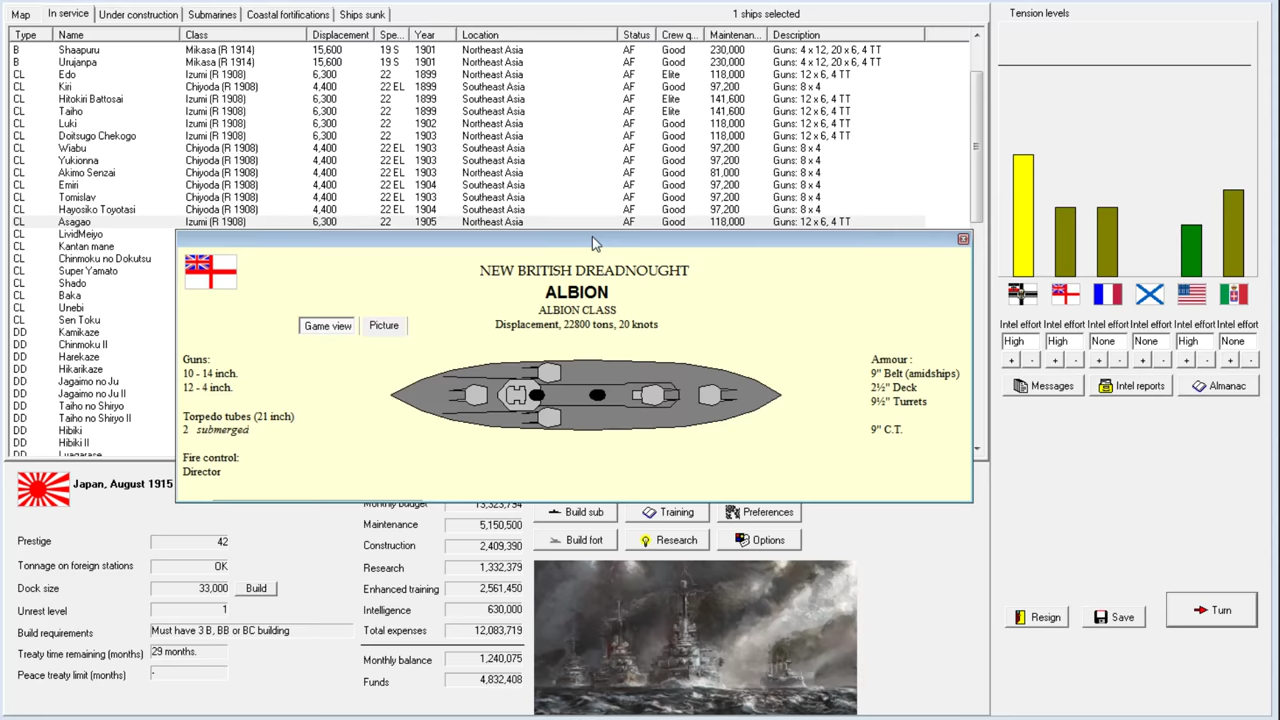 Map In service Under construction Submarines Coastal fortifications Ships sunk 1 ships selected Tension levels
Type Name Class Displacement Spe... Year Location Status Crew q... Maintenan... Description
B Shaapuru Mikasa (R 1914) 15,600 19 S 1901 Northeast Asia AF Good 230,000 Guns: 4 x 12, 20 x 6, 4 TT
B Urujanpa Mikasa (R 1914) 15,600 19 S 1901 Northeast Asia AF Good 230,000 Guns: 4 x 12, 20 x 6, 4 TT
CL Edo Izumi (R 1908) 6,300 22 1899 Northeast Asia AF Elite 118,000 Guns: 12 x 6, 4 TT
CL Kiri Chiyoda (R 1908) 4,400 22 EL 1899 Southeast Asia AF Good 97,200 Guns: 8 x 4
CL Hitokiri Battosai Izumi (R 1908) 6,300 22 1899 Southeast Asia AF Elite 141,600 Guns: 12 x 6, 4 TT
CL Taiho Izumi (R 1908) 6,300 22 1899 Southeast Asia AF Elite 141,600 Guns: 12 x 6, 4 TT
CL Luki Izumi (R 1908) 6,300 22 1902 Northeast Asia AF Good 118,000 Guns: 12 x 6, 4 TT
CL Doitsugo Chekogo Izumi (R 1908) 6,300 22 1903 Northeast Asia AF Good 118,000 Guns: 12 x 6, 4 TT
CL Wiabu Chiyoda (R 1908) 4,400 22 EL 1903 Southeast Asia AF Good 97,200 Guns: 8 x 4
CL Yukionna Chiyoda (R 1908) 4,400 22 EL 1903 Southeast Asia AF Good 97,200 Guns: 8 x 4
CL Akimo Senzai Chiyoda (R 1908) 4,400 22 EL 1903 Northeast Asia AF Good 81,000 Guns: 8 x 4
CL Emiri Chiyoda (R 1908) 4,400 22 EL 1904 Southeast Asia AF Good 97,200 Guns: 8 x 4
CL Tomislav Chiyoda (R 1908) 4,400 22 EL 1903 Southeast Asia AF Good 97,200 Guns: 8 x 4
CL Hayosiko Toyotasi Chiyoda (R 1908) 4,400 22 EL 1904 Southeast Asia AF Good 97,200 Guns: 8 x 4
CL Asagao Izumi (R 1908) 6,300 22 1905 Northeast Asia AF Good 118,000 Guns: 12 x 6, 4 TT
CL LividMeiyo
CL Kantan mane
CL Chinmoku no Dokutsu
CL Super Yamato
CL Shado
CL Baka
CL Unebi
CL Sen Toku
DD Kamikaze
DD Chinmoku II
DD Harekaze
DD Hikarikaze
DD Jagaimo no Ju
DD Jagaimo no Ju II
DD Taiho no Shiryo
DD Taiho no Shiryo II
DD Hibiki
DD Hibiki II
DD
NEW BRITISH DREADNOUGHT
ALBION
ALBION CLASS
Displacement, 22800 tons, 20 knots
Game view Picture
Guns:
10 - 14 inch.
12 - 4 inch.
Torpedo tubes (21 inch)
2 submerged
Fire control:
Director
Armour :
9" Belt (amidships)
2½" Deck
9½" Turrets
9" C.T.
Intel effort Intel effort Intel effort Intel effort Intel effort Intel effort
High High None None High None
+ - + - + - + - + - + -
Messages Intel reports Almanac
Japan, August 1915
Prestige 42
Tonnage on foreign stations OK
Dock size 33,000 Build
Unrest level 1
Build requirements Must have 3 B, BB or BC building
Treaty time remaining (months) 29 months.
Peace treaty limit (months) -
Monthly budget 13,323,794
Maintenance 5,150,500
Construction 2,409,390
Research 1,332,379
Enhanced training 2,561,450
Intelligence 630,000
Total expenses 12,083,719
Monthly balance 1,240,075
Funds 4,832,408
Build sub Training Preferences
Build fort Research Options
Resign Save Turn